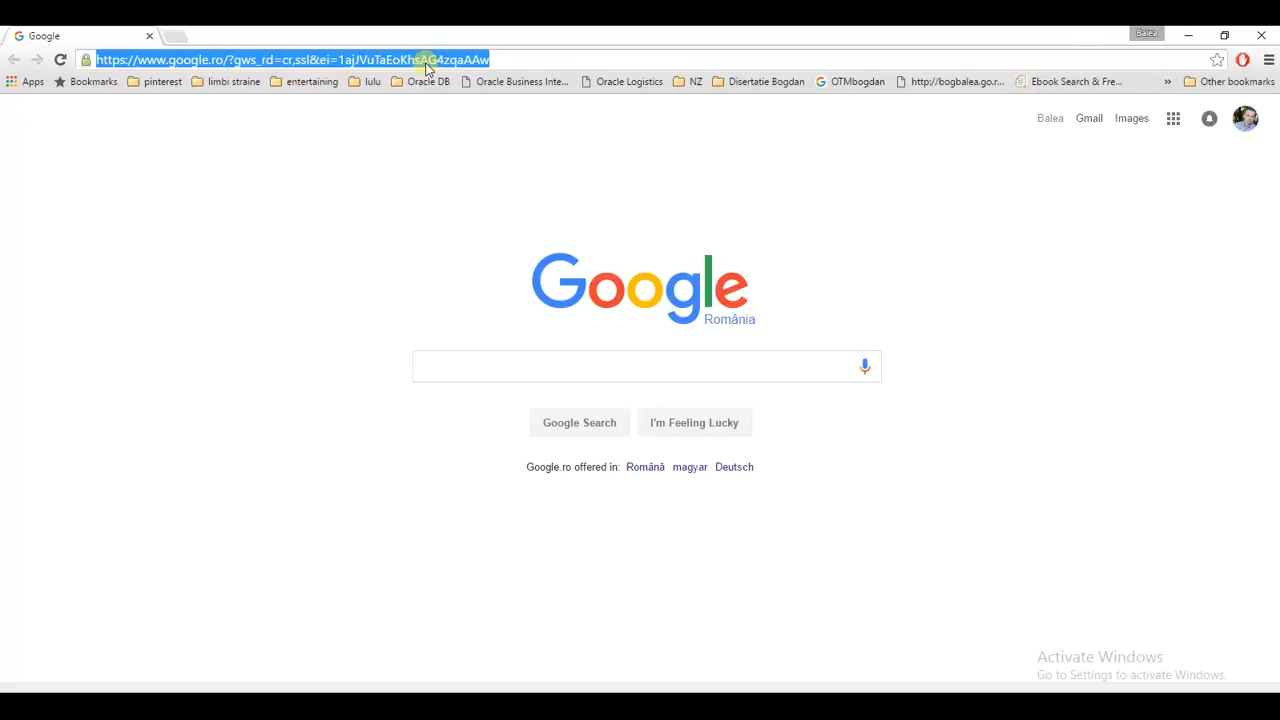 Google
Balea
https://www.google.ro/?gws_rd=cr,ssl&ei=1ajJVuTaEoKhsAG4zqaAAw
Apps Bookmarks pinterest limbi straine entertaining lulu Oracle DB Oracle Business Inte... Oracle Logistics NZ Disertatie Bogdan OTMbogdan http://bogbalea.go.r... Ebook Search & Fre... » Other bookmarks
Balea Gmail Images
Google
România
Google Search I'm Feeling Lucky
Google.ro offered in: Română magyar Deutsch
Activate Windows
Go to Settings to activate Windows.